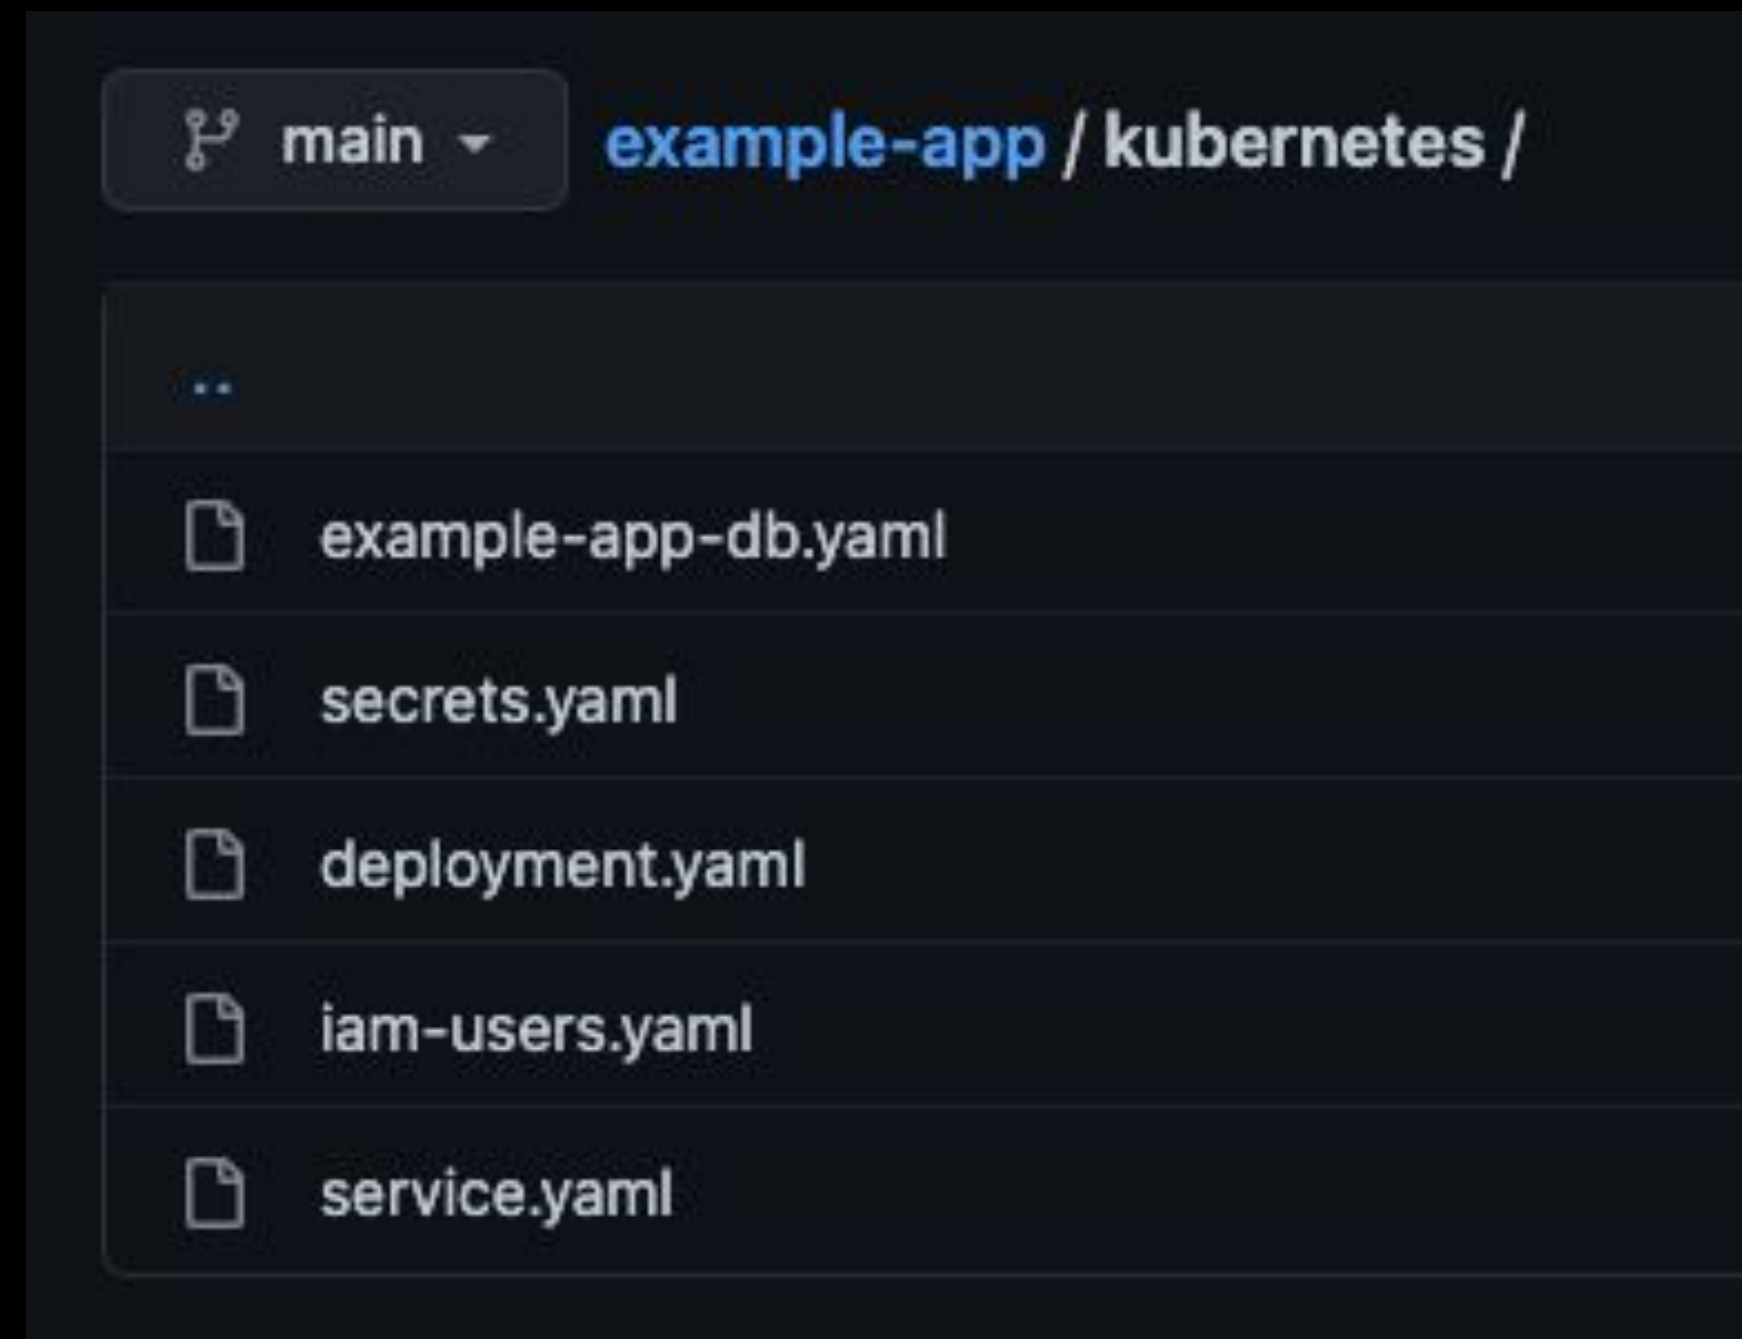 main example-app / kubernetes /
..
example-app-db.yaml
secrets.yaml
deployment.yaml
iam-users.yaml
service.yaml